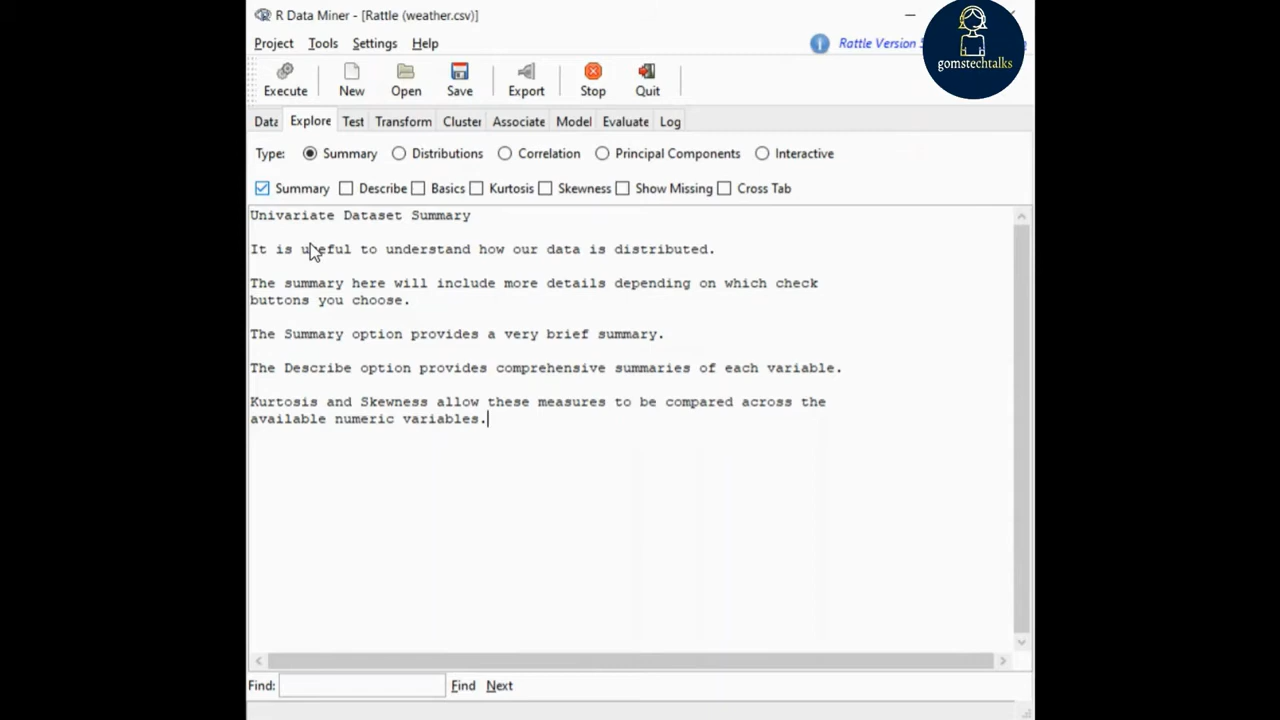 R Data Miner - [Rattle (weather.csv)]
Project Tools Settings Help
Rattle Version
gomstechtalks
Execute New Open Save Export Stop Quit
Data Explore Test Transform Cluster Associate Model Evaluate Log
Type: Summary Distributions Correlation Principal Components Interactive
Summary Describe Basics Kurtosis Skewness Show Missing Cross Tab
Univariate Dataset Summary
It is useful to understand how our data is distributed.
The summary here will include more details depending on which check
buttons you choose.
The Summary option provides a very brief summary.
The Describe option provides comprehensive summaries of each variable.
Kurtosis and Skewness allow these measures to be compared across the
available numeric variables.
Find: Find Next